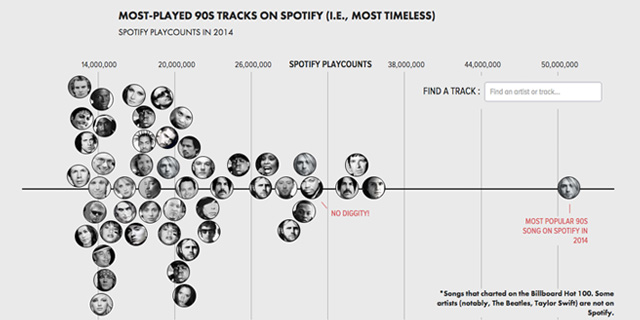 MOST-PLAYED 90S TRACKS ON SPOTIFY (I.E., MOST TIMELESS)
SPOTIFY PLAYCOUNTS IN 2014
14,000,000 20,000,000 26,000,000 SPOTIFY PLAYCOUNTS 38,000,000 44,000,000 50,000,000
FIND A TRACK : Find an artist or track...
NO DIGGITY!
MOST POPULAR 90S
SONG ON SPOTIFY IN
2014
*Songs that charted on the Billboard Hot 100. Some
artists (notably, The Beatles, Taylor Swift) are not on
Spotify.